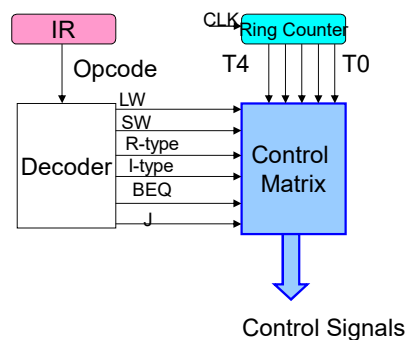 IR
CLK
Ring Counter
Opcode
T4
T0
LW
SW
R-type
I-type
BEQ
J
Decoder
Control
Matrix
Control Signals